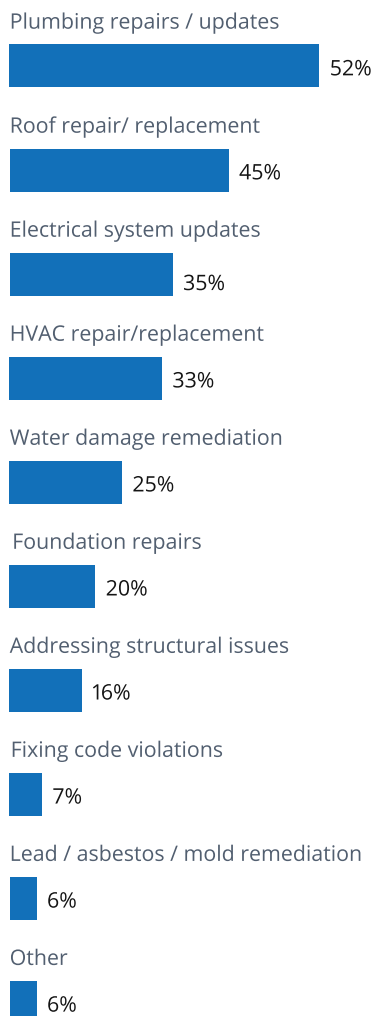 Plumbing repairs / updates
52%
Roof repair/ replacement
45%
Electrical system updates
35%
HVAC repair/replacement
33%
Water damage remediation
25%
Foundation repairs
20%
Addressing structural issues
16%
Fixing code violations
7%
Lead / asbestos / mold remediation
6%
Other
6%